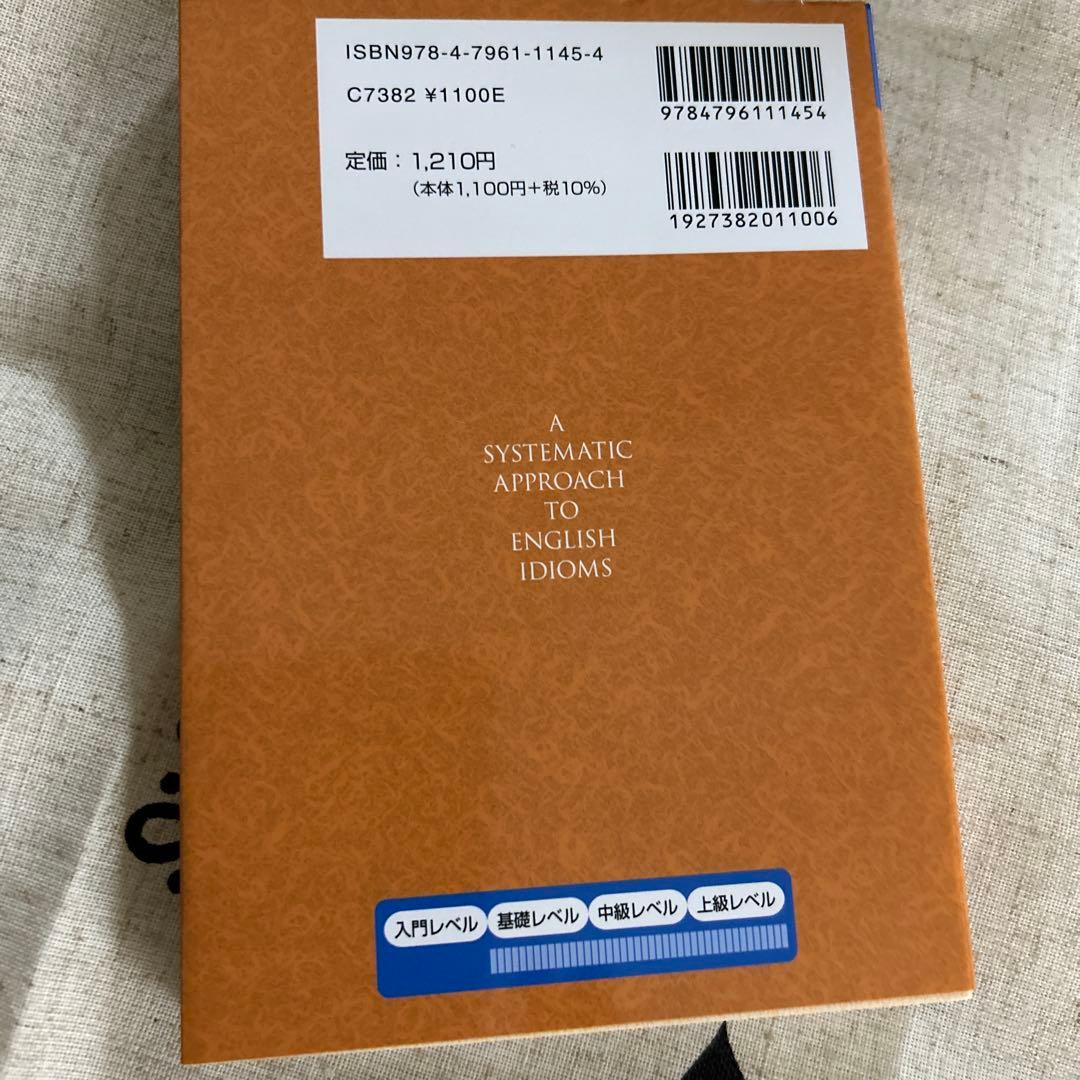 ISBN978-4-7961-1145-4
C7382 ¥1100E
定価：1,210円
（本体1,100円＋税10%）
9784796111454
1927382011006
A
SYSTEMATIC
APPROACH
TO
ENGLISH
IDIOMS
入門レベル 基礎レベル 中級レベル 上級レベル